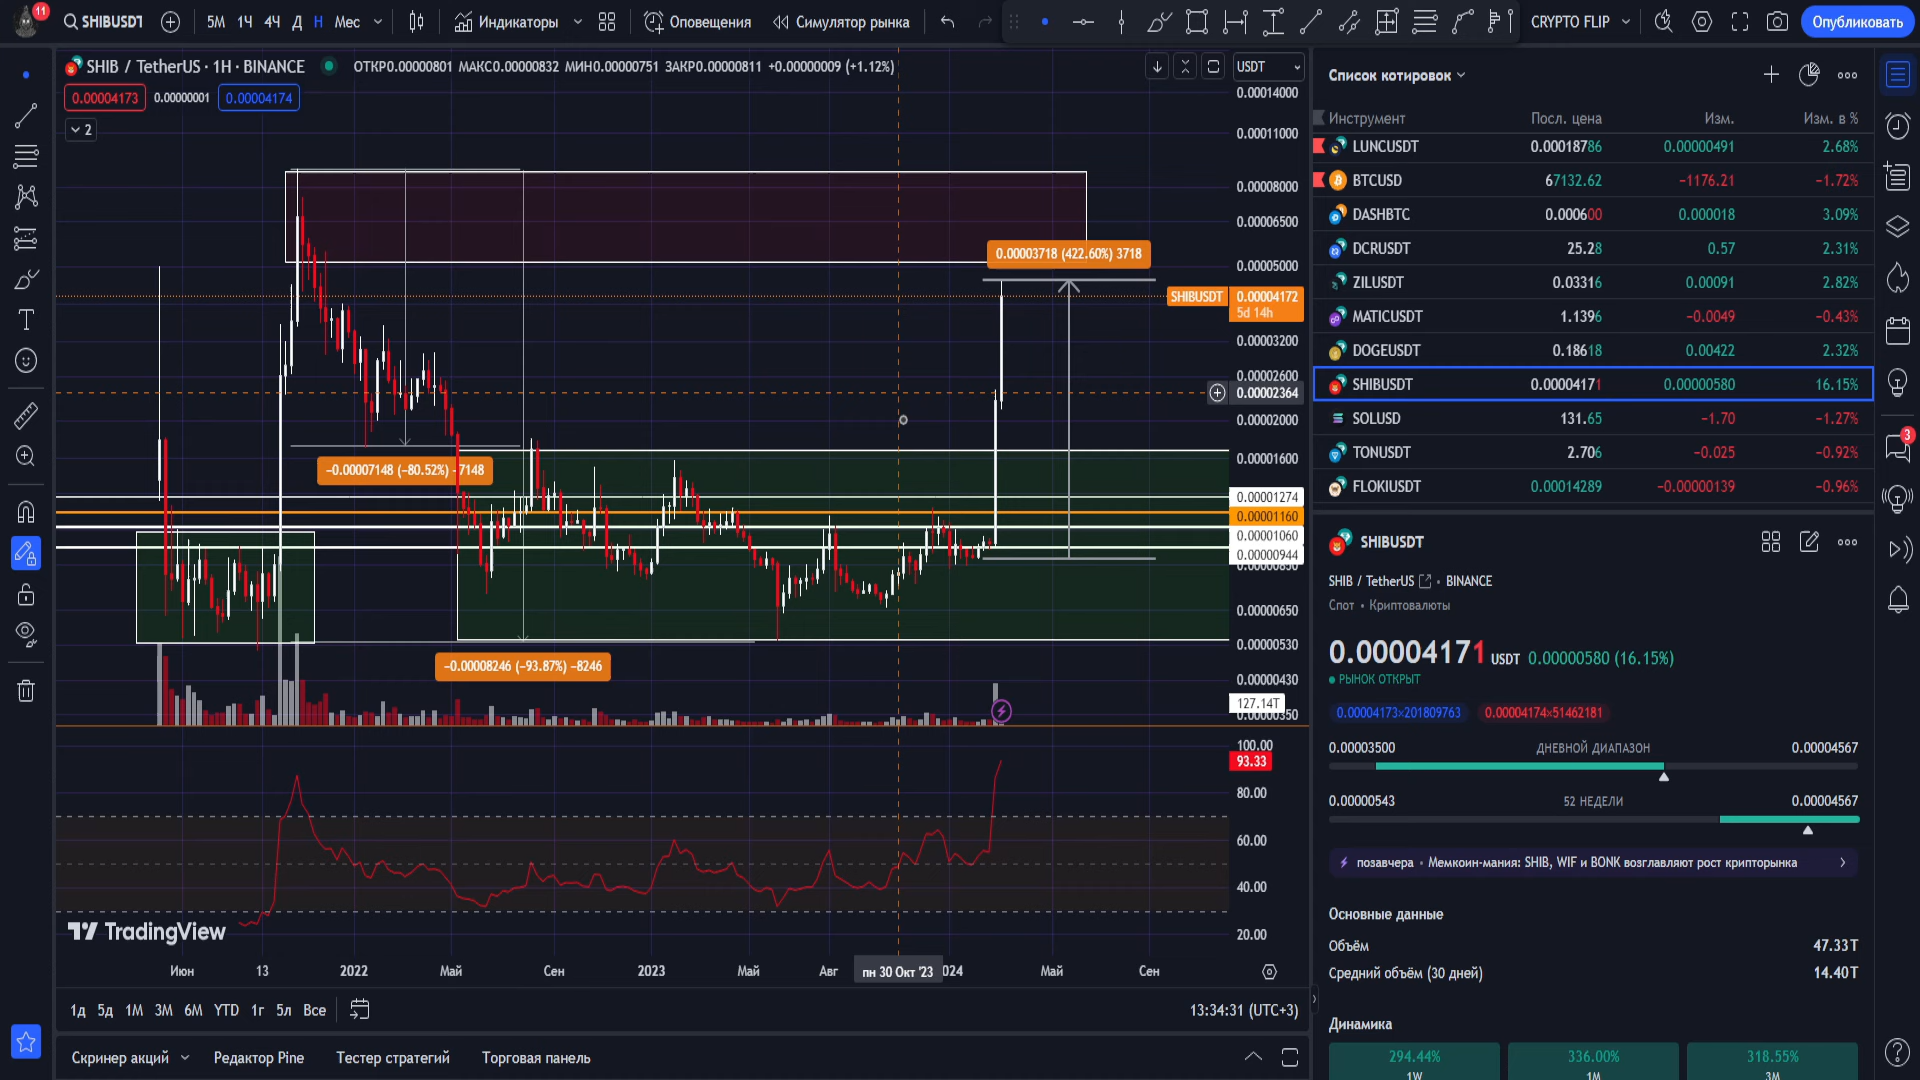 11
SHIBUSDT
5М 1Ч 4Ч Д Н Мес
Индикаторы
Оповещения
Симулятор рынка
CRYPTO FLIP
Опубликовать
SHIB / TetherUS · 1Н · BINANCE
ОТКР0.00000801 МАКС0.00000832 МИН0.00000751 ЗАКР0.00000811 +0.00000009 (+1.12%)
USDT
0.00004173
0.00000001
0.00004174
2
0.00014000
0.00011000
0.00008000
0.00006500
0.00005000
0.00003718 (422.60%) 3718
SHIBUSDT
0.00004172
5d 14h
0.00003200
0.00002600
0.00002364
0.00002000
−0.00007148 (−80.52%) −7148
0.00001600
0.00001274
0.00001160
0.00001060
0.00000944
0.00000850
0.00000650
0.00000530
−0.00008246 (−93.87%) −8246
0.00000430
127.14T
0.00000350
100.00
93.33
80.00
60.00
40.00
20.00
TradingView
Июн 13 2022 Май Сен 2023 Май Авг пн 30 Окт '23 024 Май Сен
1д 5д 1М 3М 6М YTD 1г 5л Все
13:34:31 (UTC+3)
Скринер акций
Редактор Pine
Тестер стратегий
Торговая панель
Список котировок
Инструмент Посл. цена Изм. Изм. в %
LUNCUSDT 0.00018786 0.00000491 2.68%
BTCUSD 67132.62 −1176.21 −1.72%
DASHBTC 0.000600 0.000018 3.09%
DCRUSDT 25.28 0.57 2.31%
ZILUSDT 0.03316 0.00091 2.82%
MATICUSDT 1.1396 −0.0049 −0.43%
DOGEUSDT 0.18618 0.00422 2.32%
SHIBUSDT 0.00004171 0.00000580 16.15%
SOLUSD 131.65 −1.70 −1.27%
TONUSDT 2.706 −0.025 −0.92%
FLOKIUSDT 0.00014289 −0.00000139 −0.96%
3
SHIBUSDT
SHIB / TetherUS • BINANCE
Спот • Криптовалюты
0.00004171 USDT 0.00000580 (16.15%)
РЫНОК ОТКРЫТ
0.00004173×201809763 0.00004174×51462181
0.00003500 ДНЕВНОЙ ДИАПАЗОН 0.00004567
0.00000543 52 НЕДЕЛИ 0.00004567
позавчера • Мемкоин-мания: SHIB, WIF и BONK возглавляют рост крипторынка
Основные данные
Объём 47.33T
Средний объём (30 дней) 14.40T
Динамика
294.44% 336.00% 318.55%
1W 1M 3M